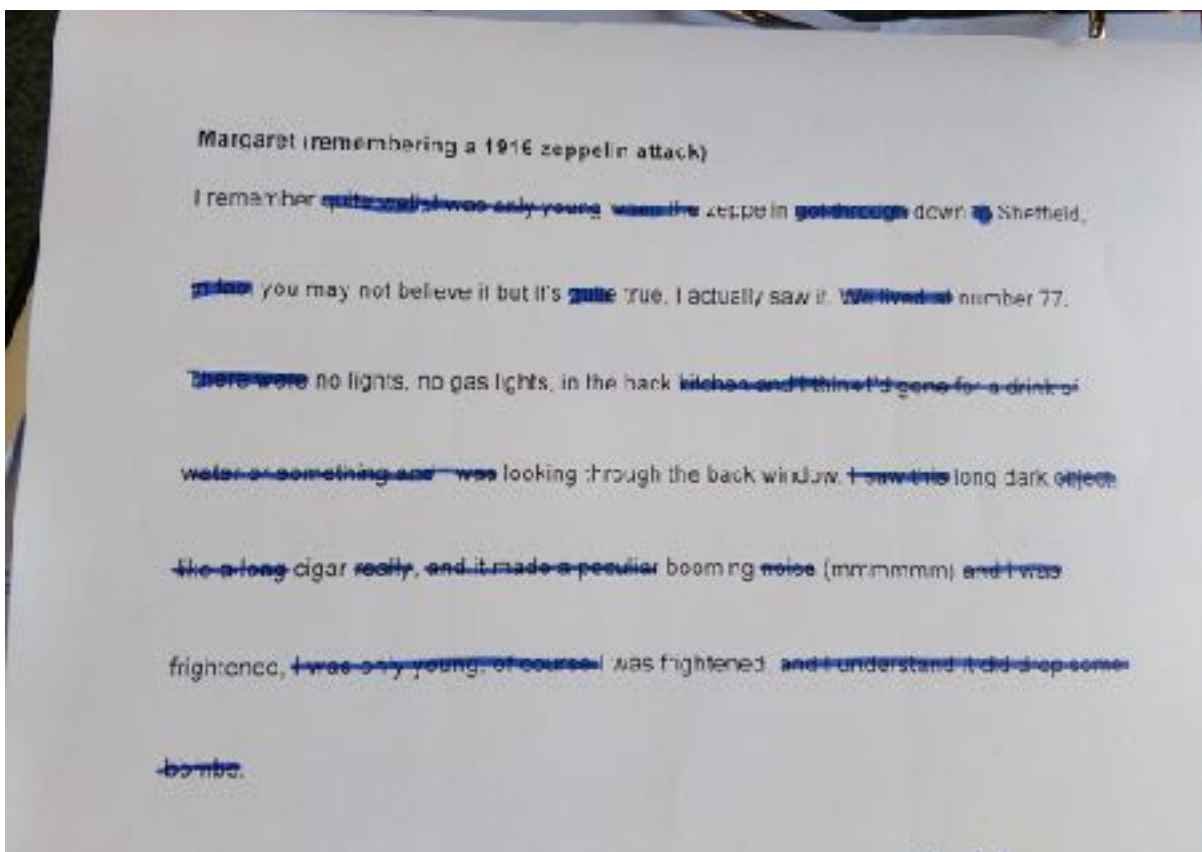 Margaret (remembering a 1916 zeppelin attack)
I remember quite well, I was only young when the zeppelin got through down to Sheffield,
in fact you may not believe it but it's quite true, I actually saw it. We lived at number 77.
There were no lights, no gas lights, in the back kitchen and I think I'd gone for a drink of
water or something and I was looking through the back window, I saw this long dark object
like a long cigar really, and it made a peculiar booming noise (mmmmmm) and I was
frightened, I was only young, of course I was frightened, and I understand it did drop some
bombs.